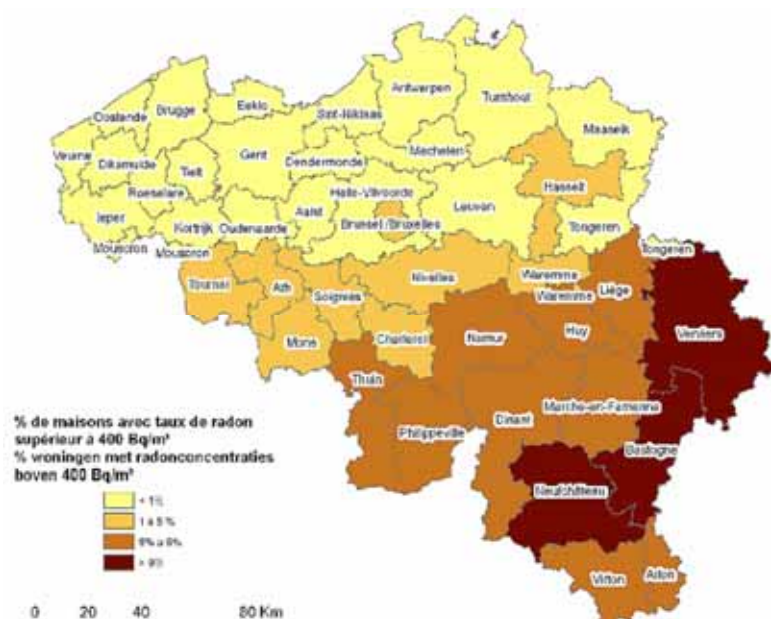 Antwerpen
Turnhout
Brugge
Eeklo
Sint-Niklaas
Oostende
Maaseik
Veurne
Diksmuide
Tielt
Gent
Dendermonde
Mechelen
Roeselare
Halle-Vilvoorde
Hasselt
Ieper
Kortrijk
Oudenaarde
Aalst
Brussel/Bruxelles
Leuven
Tongeren
Mouscron
Mouscron
Tongeren
Tournai
Ath
Soignies
Nivelles
Waremme
Waremme
Liège
Verviers
Mons
Charleroi
Namur
Huy
Thuin
Marche-en-Famenne
Philippeville
Dinant
Bastogne
Neufchâteau
Virton
Arlon
% de maisons avec taux de radon
supérieur à 400 Bq/m³
% woningen met radonconcentraties
boven 400 Bq/m³
< 1%
1 à 5 %
0 20 40 80 Km